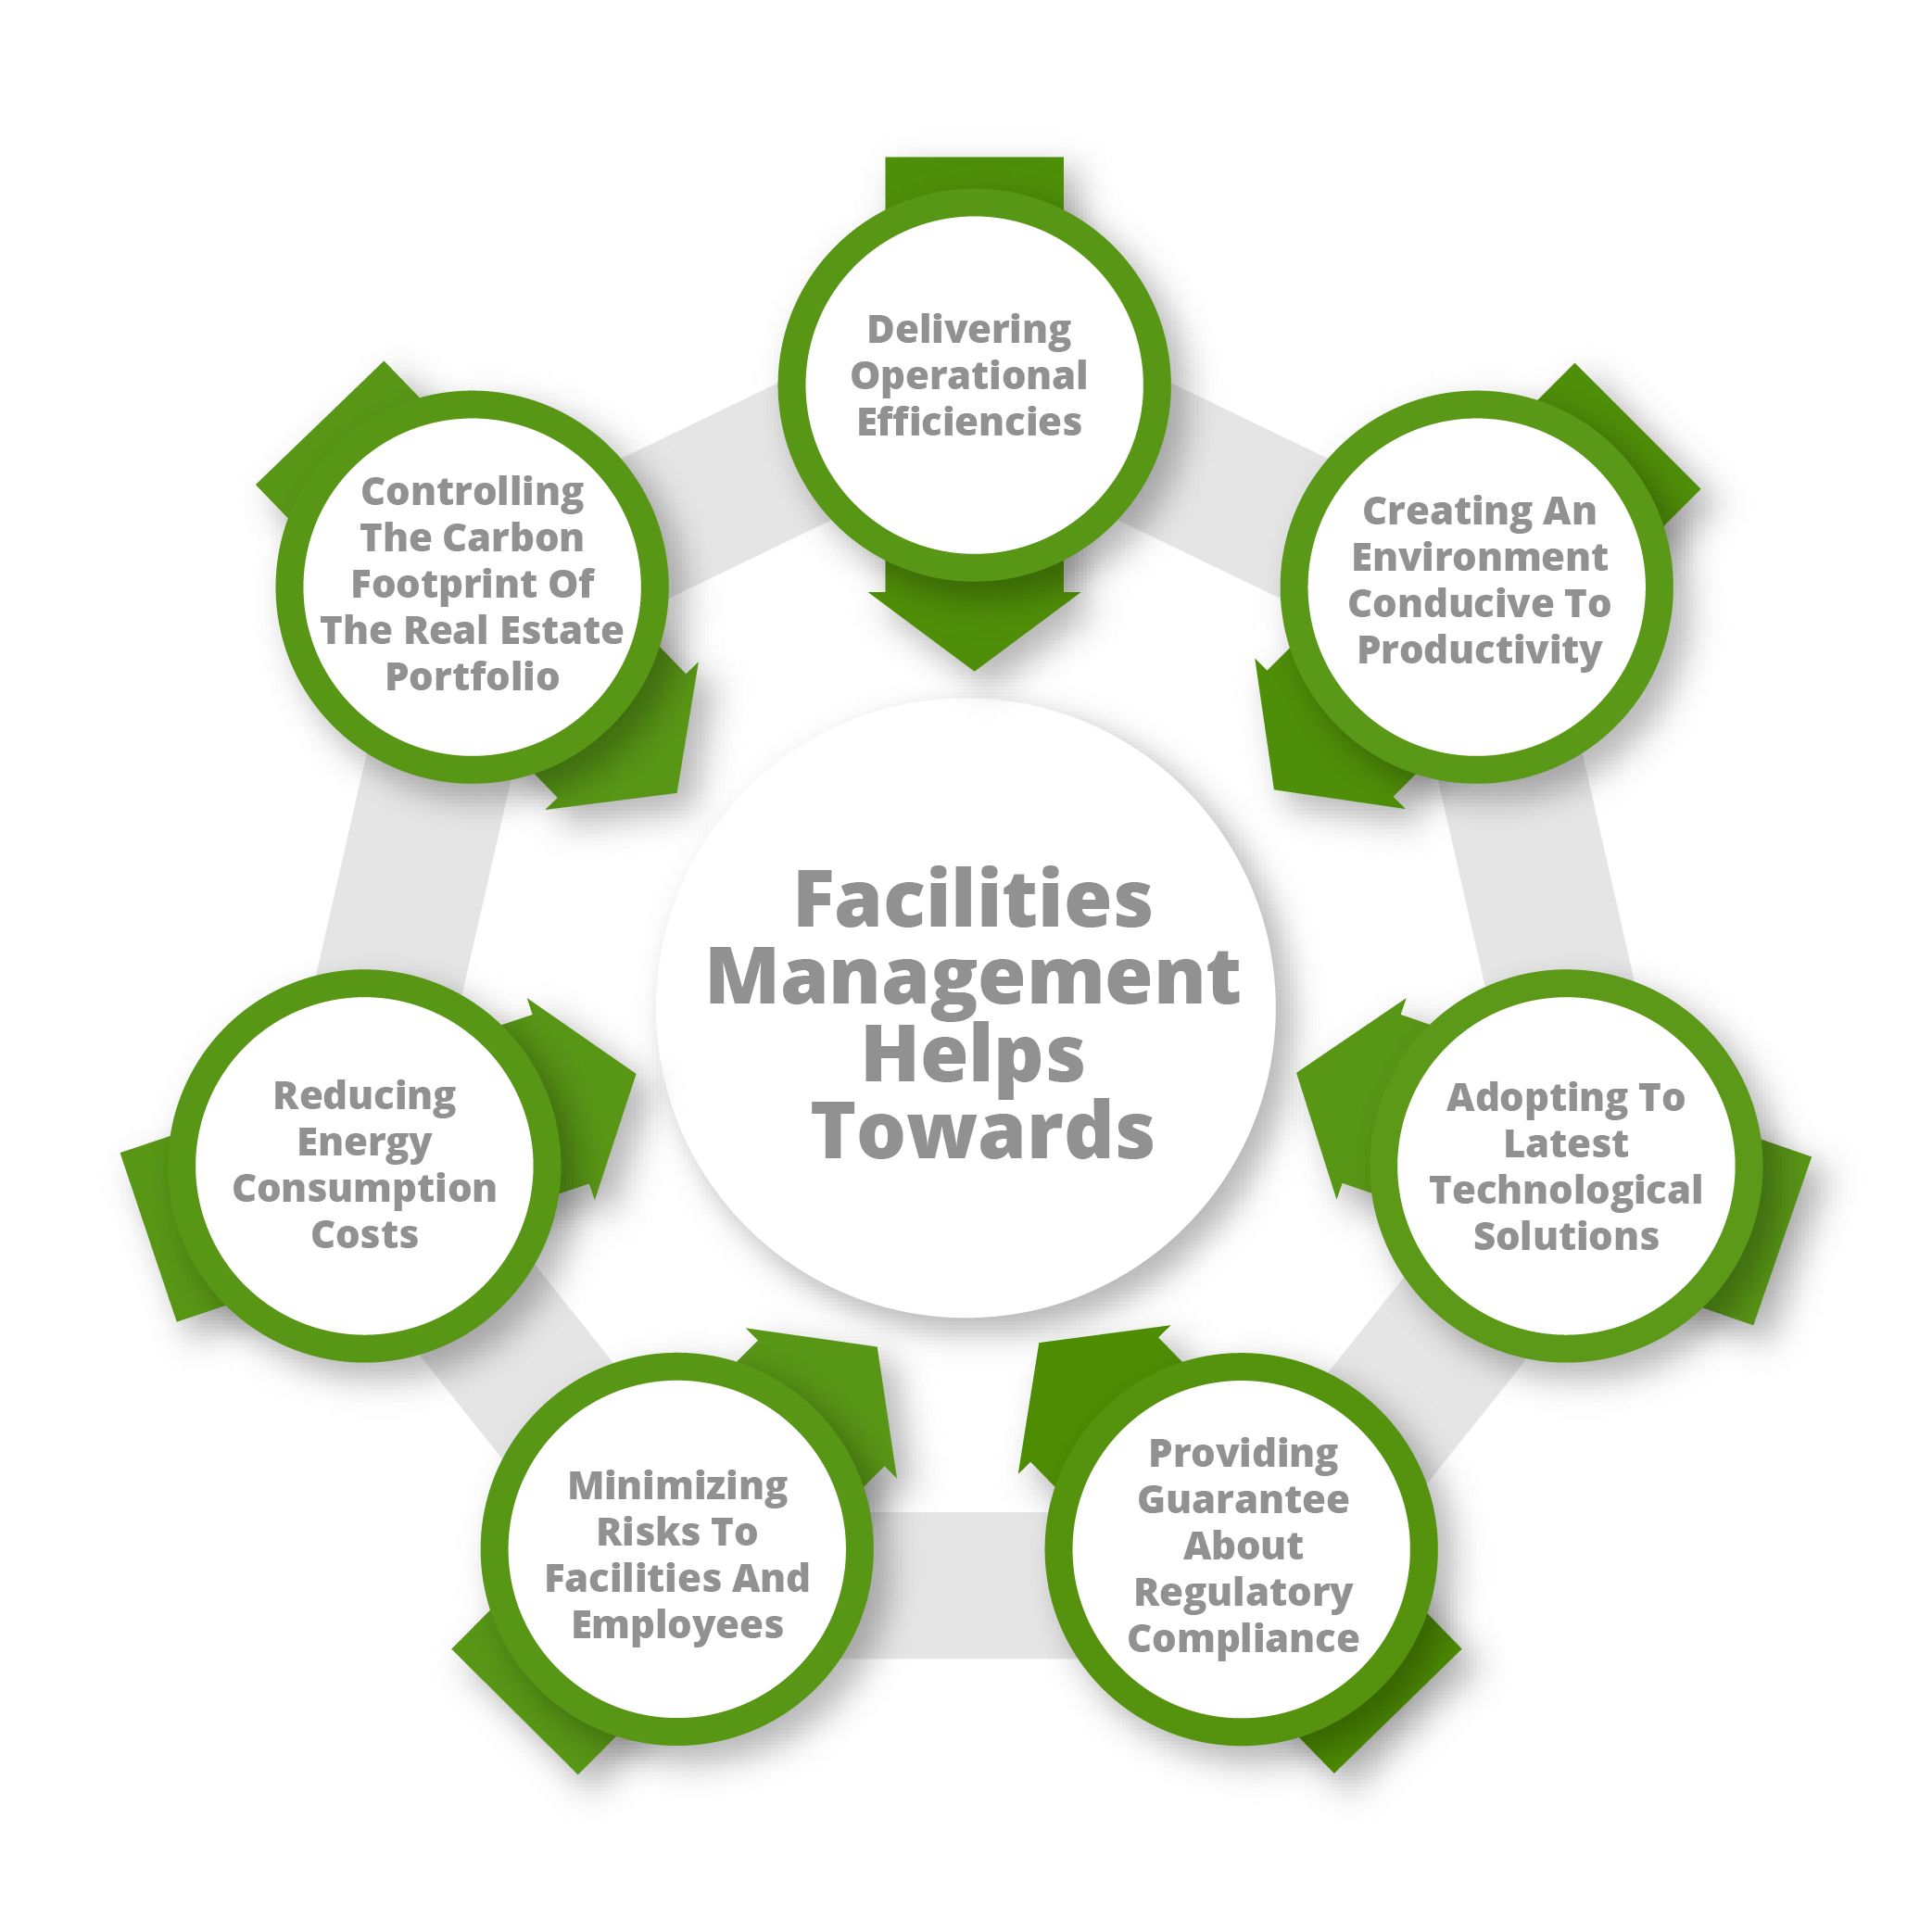 Delivering
Operational
Efficiencies
Controlling
The Carbon
Footprint Of
The Real Estate
Portfolio
Creating An
Environment
Conducive To
Productivity
Facilities
Management
Helps
Towards
Reducing
Energy
Consumption
Costs
Adopting To
Latest
Technological
Solutions
Minimizing
Risks To
Facilities And
Employees
Providing
Guarantee
About
Regulatory
Compliance